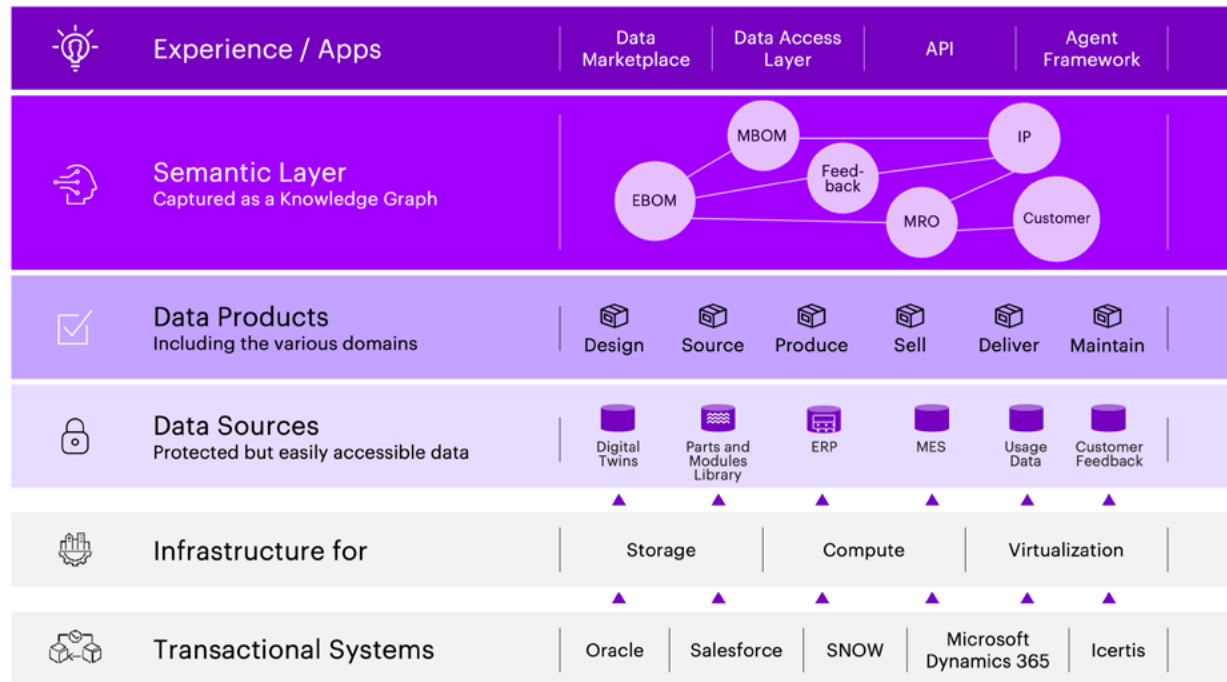 Experience / Apps
Data
Marketplace
Data Access
Layer
API
Agent
Framework
Semantic Layer
Captured as a Knowledge Graph
MBOM
IP
Feed-
back
EBOM
MRO
Customer
Data Products
Including the various domains
Design
Source
Produce
Sell
Deliver
Maintain
Data Sources
Protected but easily accessible data
Digital
Twins
Parts and
Modules
Library
ERP
MES
Usage
Data
Customer
Feedback
Infrastructure for
Storage
Compute
Virtualization
Transactional Systems
Oracle
Salesforce
SNOW
Microsoft
Dynamics 365
Icertis